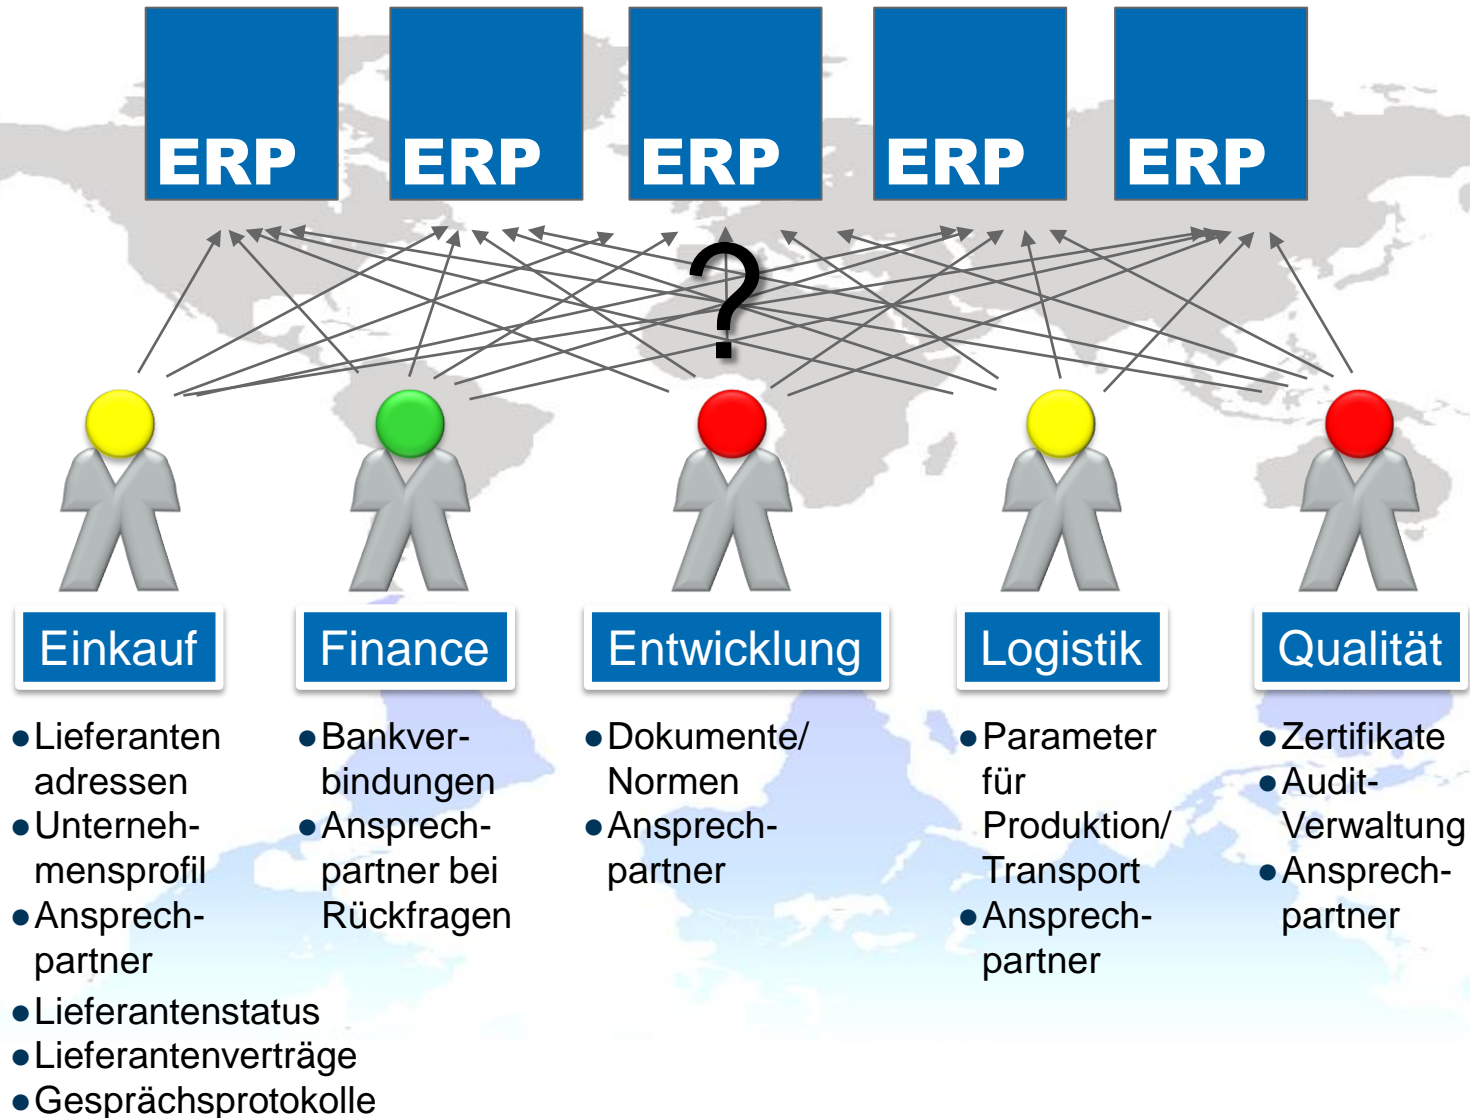 ERP
ERP
ERP
ERP
ERP
?
Einkauf
Finance
Entwicklung
Logistik
Qualität
●Lieferanten
adressen
●Unterneh-
mensprofil
●Ansprech-
partner
●Lieferantenstatus
●Lieferantenverträge
●Gesprächsprotokolle
●Bankver-
bindungen
●Ansprech-
partner bei
Rückfragen
●Dokumente/
Normen
●Ansprech-
partner
●Parameter
für
Produktion/
Transport
●Ansprech-
partner
●Zertifikate
●Audit-
Verwaltung
●Ansprech-
partner